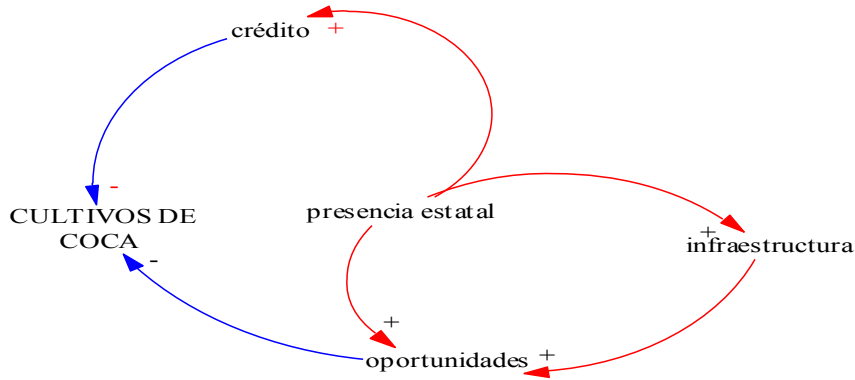 crédito +
-
CULTIVOS DE
COCA
-
presencia estatal
+
infraestructura
+
oportunidades +